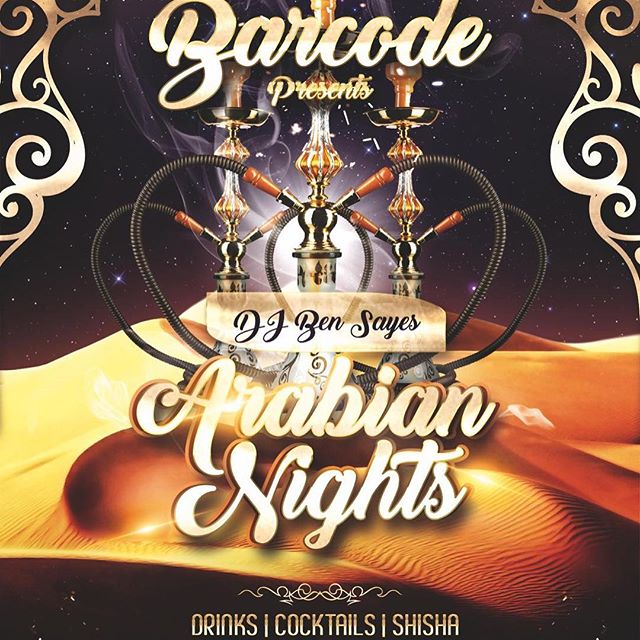 Barcode
Presents
DJ Ben Sayes
Arabian
Nights
DRINKS | COCKTAILS | SHISHA